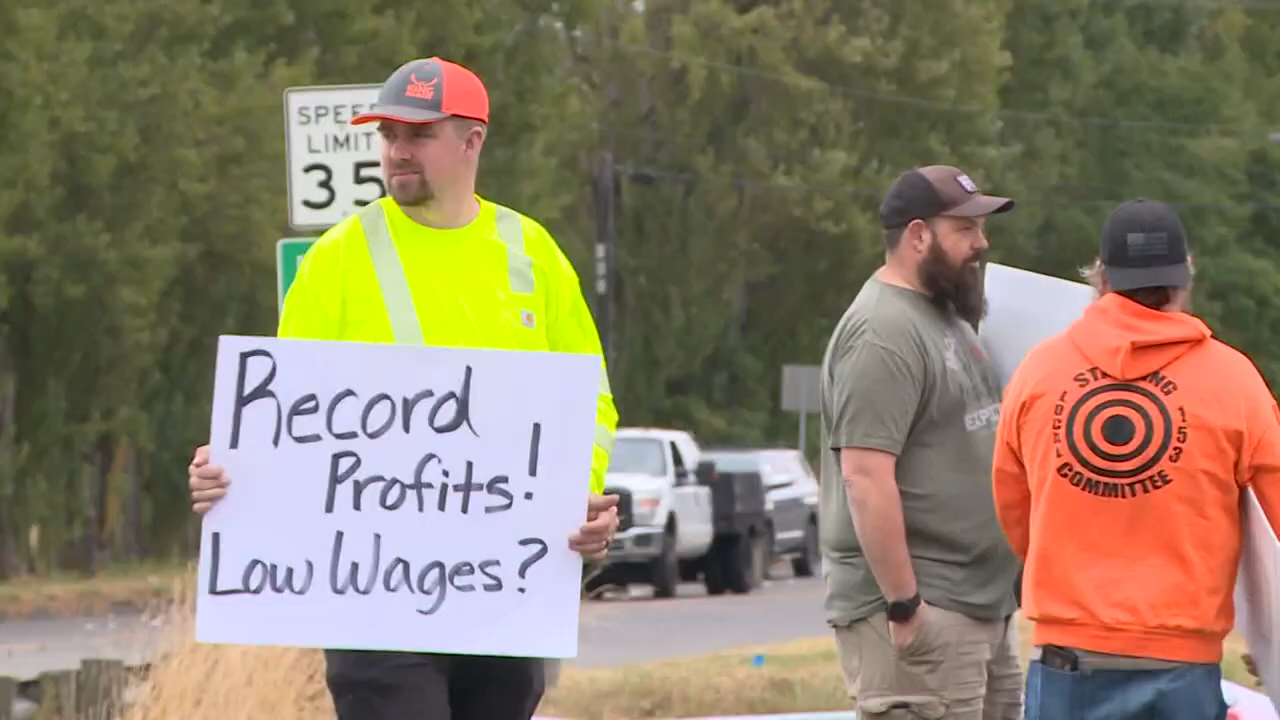 SPEED
LIMIT
35
Record
Profits!
Low Wages?
STRIKING
LOCAL 153
COMMITTEE